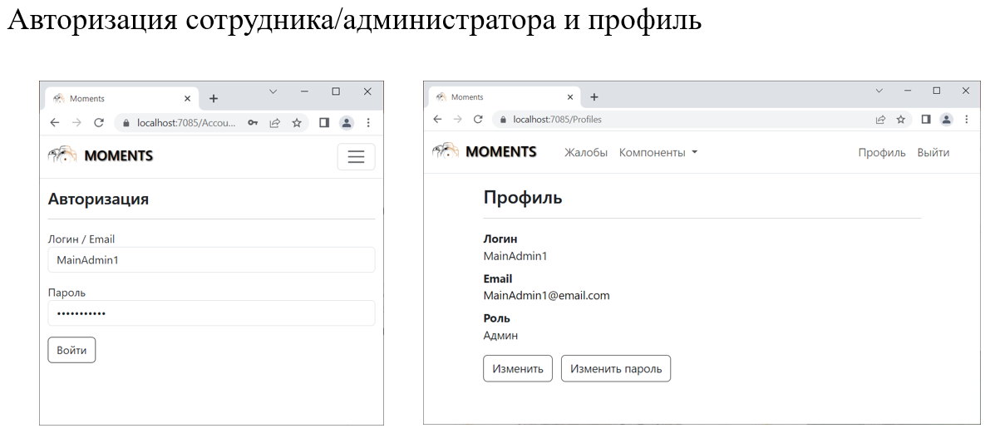 Авторизация сотрудника/администратора и профиль
Moments
localhost:7085/Accou...
MOMENTS
Авторизация
Логин / Email
MainAdmin1
Пароль
•••••••••••
Войти
Moments
localhost:7085/Profiles
MOMENTS Жалобы Компоненты Профиль Выйти
Профиль
Логин
MainAdmin1
Email
MainAdmin1@email.com
Роль
Админ
Изменить Изменить пароль